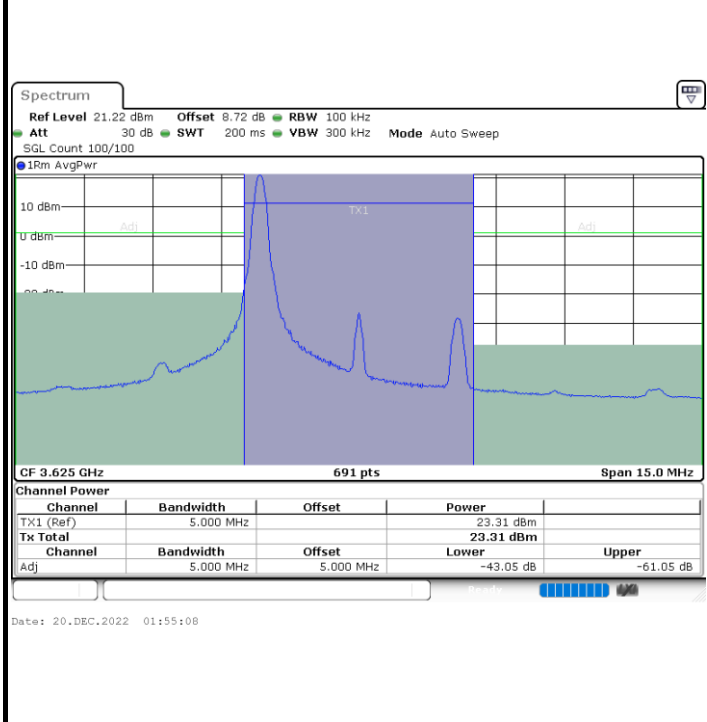 Spectrum
Ref Level 21.22 dBm Offset 8.72 dB RBW 100 kHz
Att 30 dB SWT 200 ms VBW 300 kHz Mode Auto Sweep
SGL Count 100/100
1Rm AvgPwr
10 dBm
TX1
Adj Adj
0 dBm
-10 dBm
-20 dBm
CF 3.625 GHz 691 pts Span 15.0 MHz
Channel Power
Channel Bandwidth Offset Power
TX1 (Ref) 5.000 MHz 23.31 dBm
Tx Total 23.31 dBm
Channel Bandwidth Offset Lower Upper
Adj 5.000 MHz 5.000 MHz -43.05 dB -61.05 dB
Ready
Date: 20.DEC.2022 01:55:08